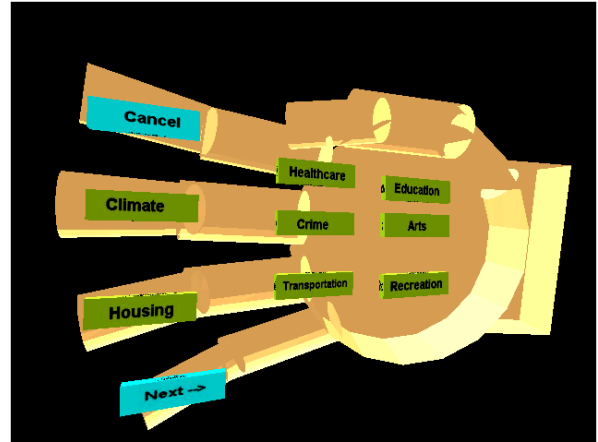 Cancel
Healthcare
Education
Climate
Crime
Arts
Housing
Transportation
Recreation
Next -->